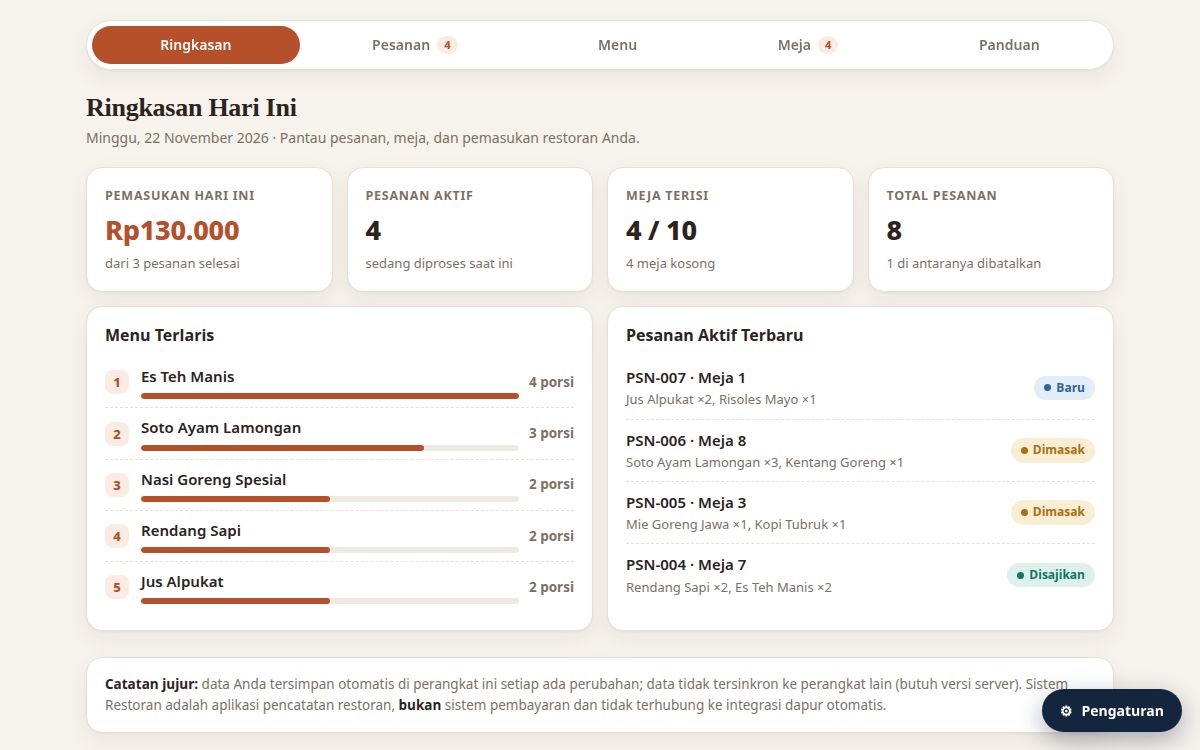 Ringkasan
Pesanan 4
Menu
Meja 4
Panduan
Ringkasan Hari Ini
Minggu, 22 November 2026 · Pantau pesanan, meja, dan pemasukan restoran Anda.
PEMASUKAN HARI INI
Rp130.000
dari 3 pesanan selesai
PESANAN AKTIF
4
sedang diproses saat ini
MEJA TERISI
4 / 10
4 meja kosong
TOTAL PESANAN
8
1 di antaranya dibatalkan
Menu Terlaris
1 Es Teh Manis 4 porsi
2 Soto Ayam Lamongan 3 porsi
3 Nasi Goreng Spesial 2 porsi
4 Rendang Sapi 2 porsi
5 Jus Alpukat 2 porsi
Pesanan Aktif Terbaru
PSN-007 · Meja 1
Jus Alpukat ×2, Risoles Mayo ×1
Baru
PSN-006 · Meja 8
Soto Ayam Lamongan ×3, Kentang Goreng ×1
Dimasak
PSN-005 · Meja 3
Mie Goreng Jawa ×1, Kopi Tubruk ×1
Dimasak
PSN-004 · Meja 7
Rendang Sapi ×2, Es Teh Manis ×2
Disajikan
Catatan jujur: data Anda tersimpan otomatis di perangkat ini setiap ada perubahan; data tidak tersinkron ke perangkat lain (butuh versi server). Sistem
Restoran adalah aplikasi pencatatan restoran, bukan sistem pembayaran dan tidak terhubung ke integrasi dapur otomatis.
⚙ Pengaturan